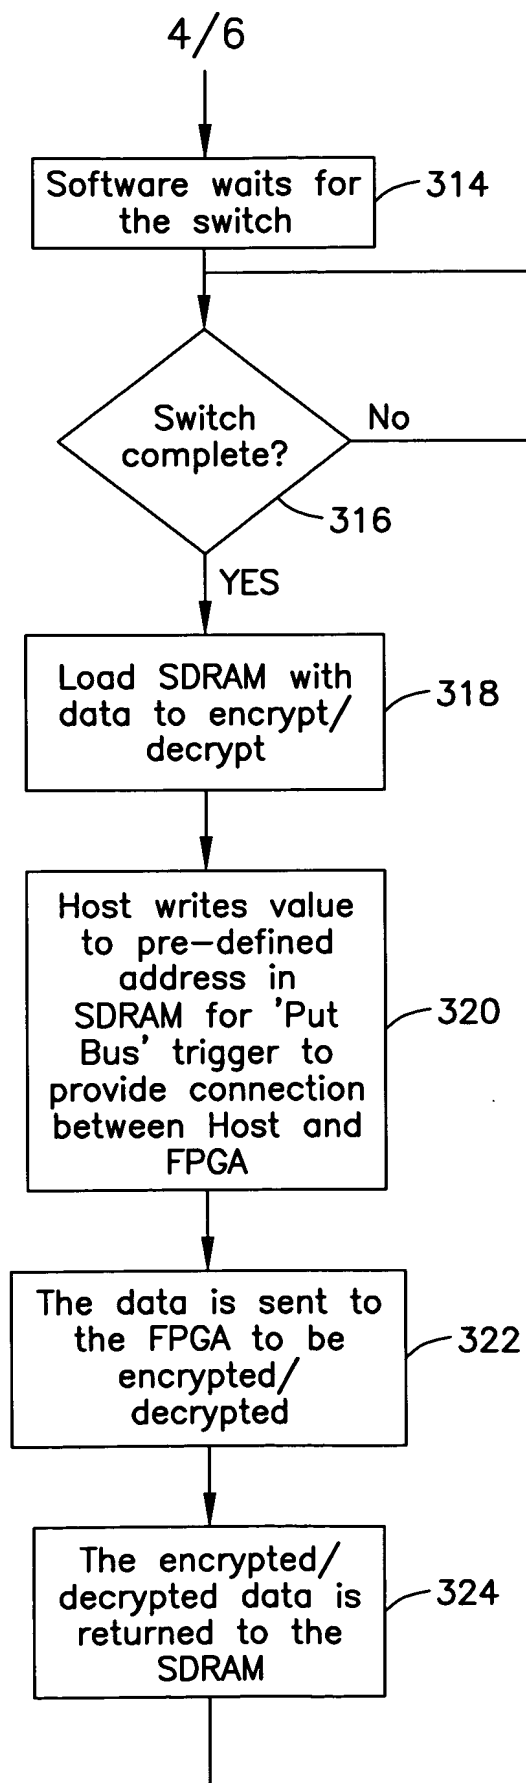 4/6
Software waits for
the switch
314
Switch
complete?
No
316
YES
Load SDRAM with
data to encrypt/
decrypt
318
Host writes value
to pre-defined
address in
SDRAM for 'Put
Bus' trigger to
provide connection
between Host and
FPGA
320
The data is sent to
the FPGA to be
encrypted/
decrypted
322
The encrypted/
decrypted data is
returned to the
SDRAM
324